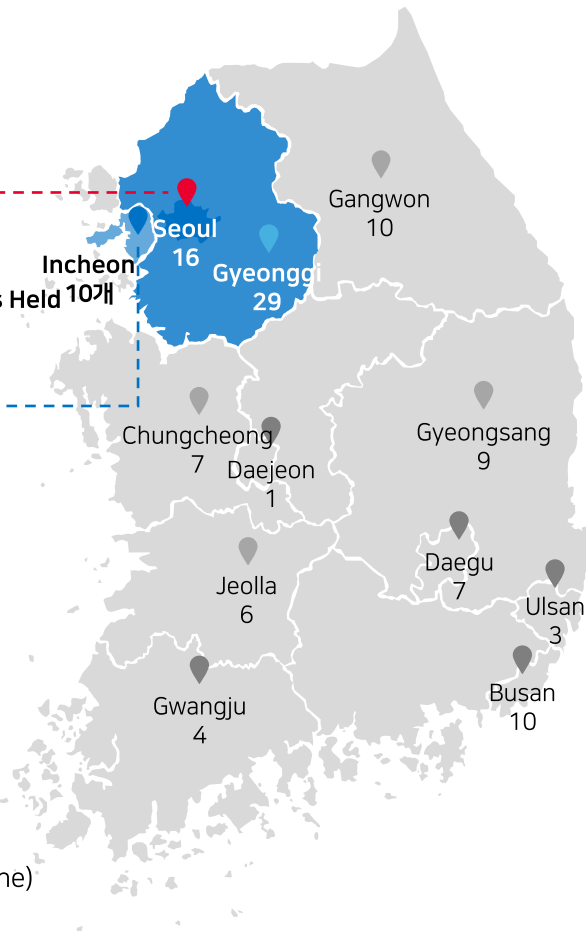 Gangwon
10
Seoul
16
Incheon
10개
Gyeonggi
29
Held
Chungcheong
7
Daejeon
1
Gyeongsang
9
Daegu
7
Jeolla
6
Ulsan
3
Gwangju
4
Busan
10